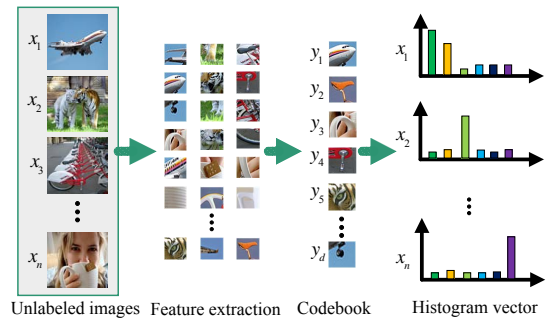 x1
x2
x3
xn
y1
y2
y3
y4
y5
yd
x1
x2
xn
Unlabeled images Feature extraction Codebook Histogram vector